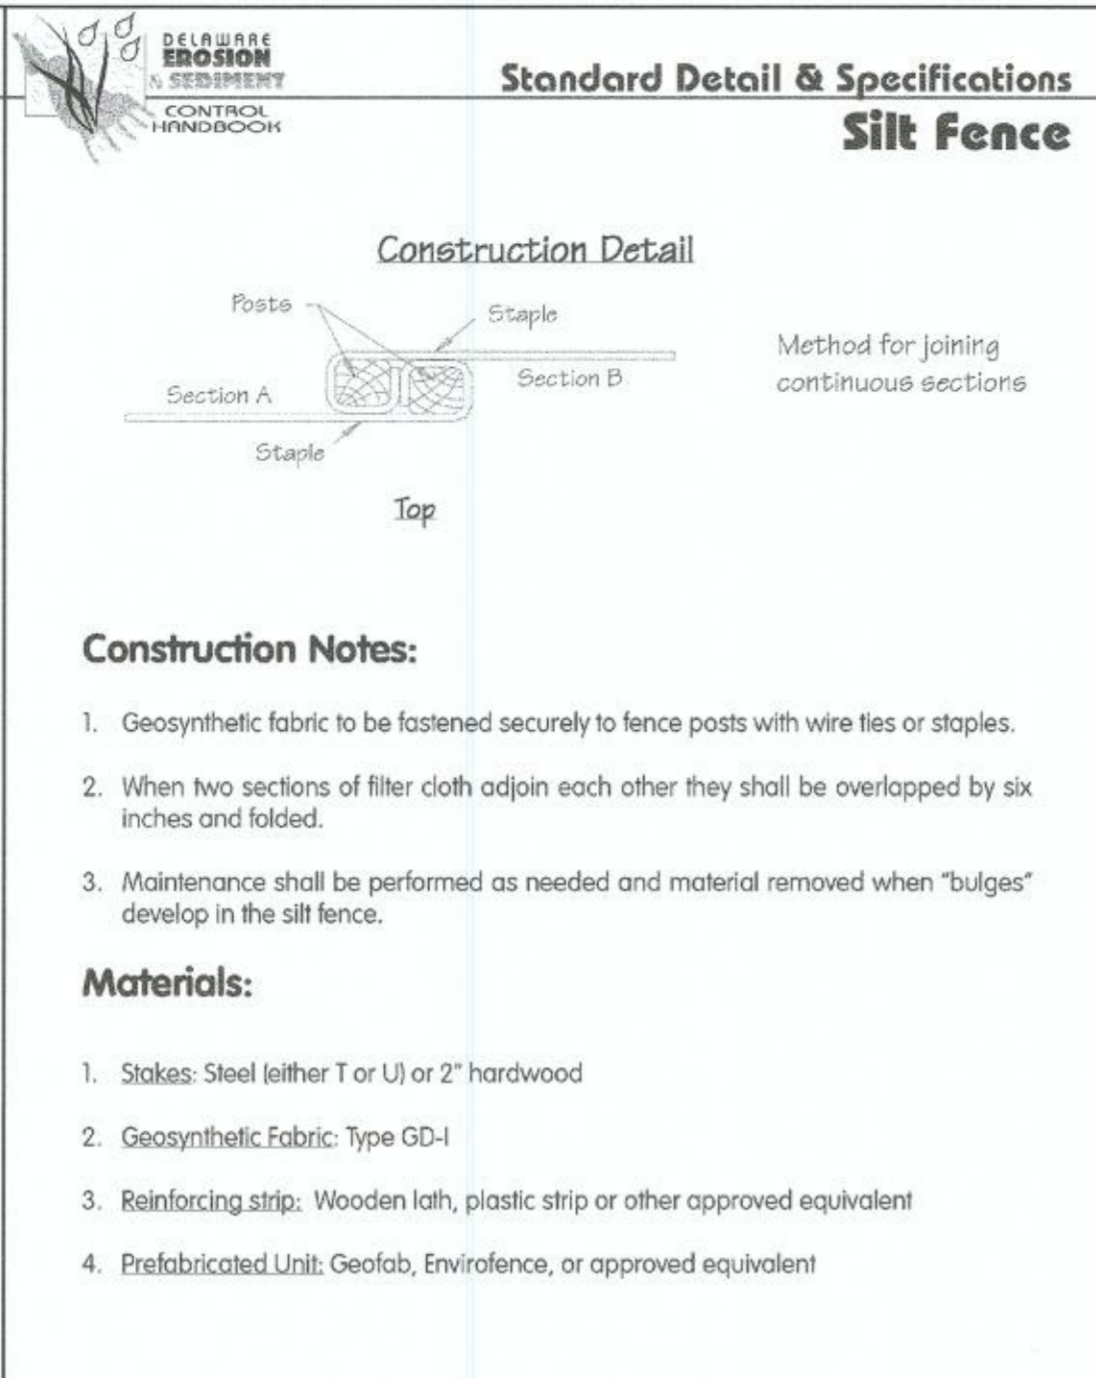 DELAWARE
EROSION
& SEDIMENT
CONTROL
HANDBOOK
Standard Detail & Specifications
Silt Fence
Construction Detail
Posts
Staple
Method for joining
continuous sections
Section A
Section B
Staple
Top
Construction Notes:
1. Geosynthetic fabric to be fastened securely to fence posts with wire ties or staples.
2. When two sections of filter cloth adjoin each other they shall be overlapped by six
inches and folded.
3. Maintenance shall be performed as needed and material removed when "bulges"
develop in the silt fence.
Materials:
1. Stakes: Steel (either T or U) or 2" hardwood
2. Geosynthetic Fabric: Type GD-I
3. Reinforcing strip: Wooden lath, plastic strip or other approved equivalent
4. Prefabricated Unit: Geofab, Envirofence, or approved equivalent